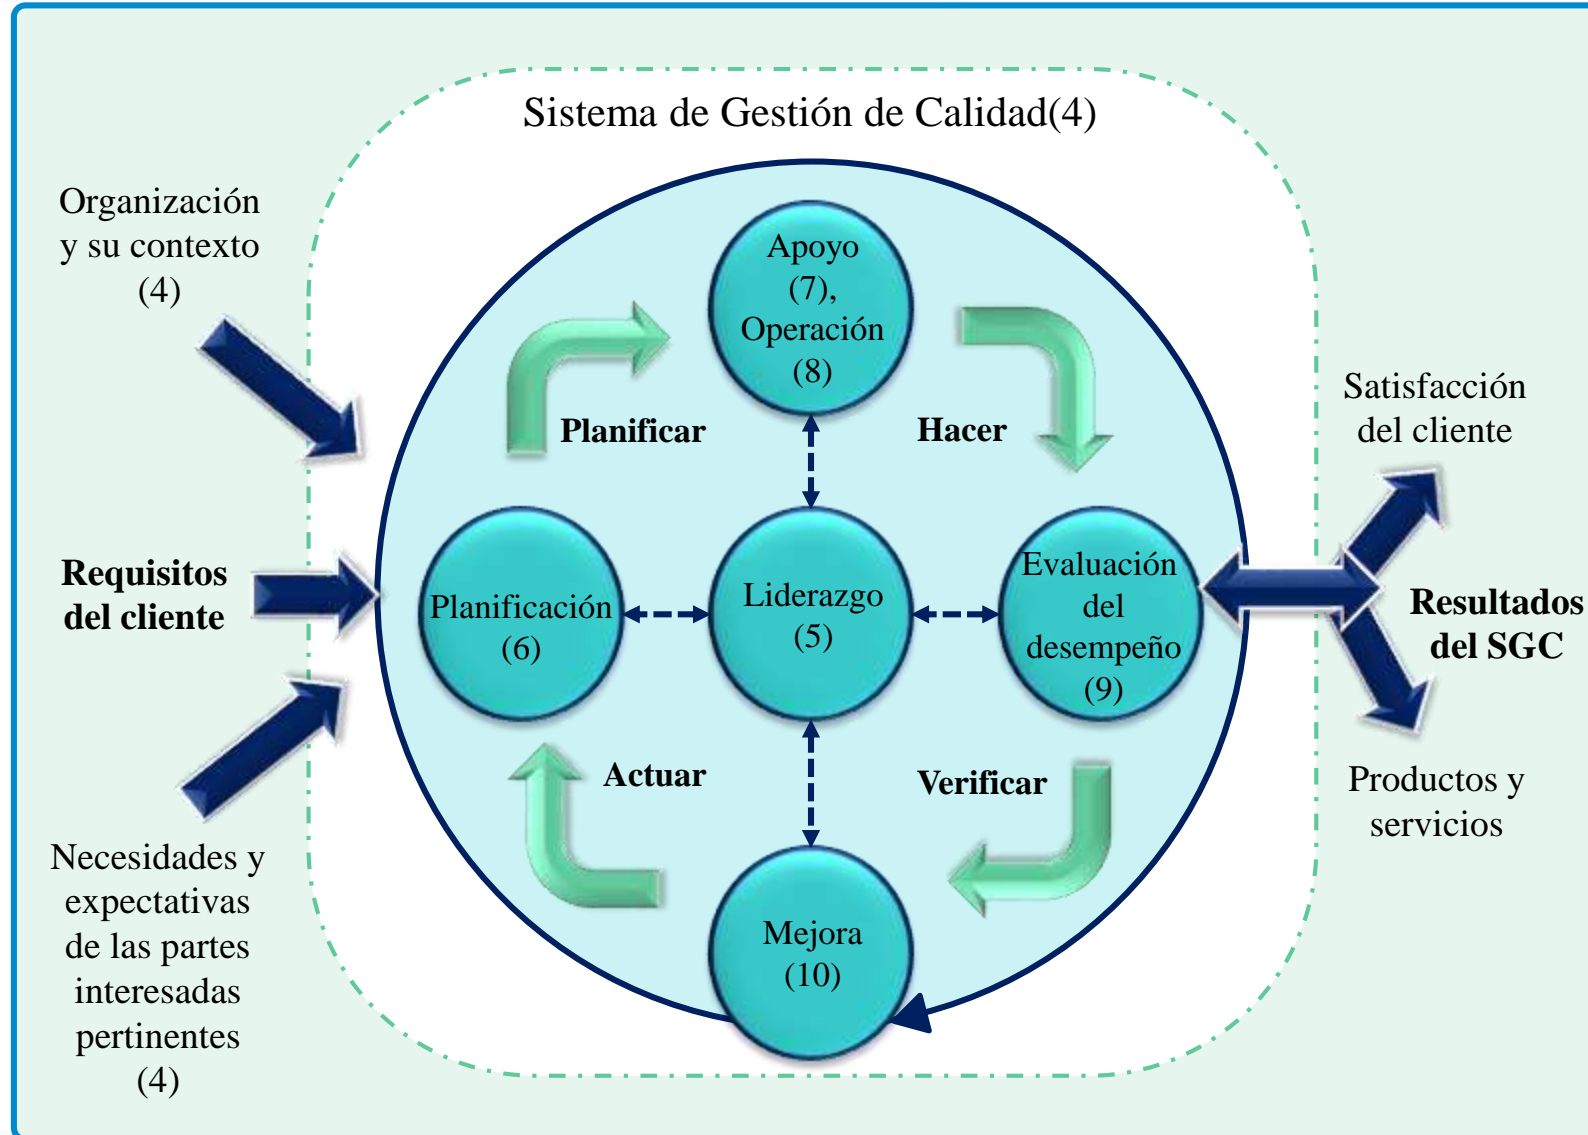 Sistema de Gestión de Calidad(4)
Organización
y su contexto
(4)
Requisitos
del cliente
Necesidades y
expectativas
de las partes
interesadas
pertinentes
(4)
Apoyo
(7),
Operación
(8)
Planificar
Hacer
Planificación
(6)
Liderazgo
(5)
Evaluación
del
desempeño
(9)
Actuar
Verificar
Mejora
(10)
Satisfacción
del cliente
Resultados
del SGC
Productos y
servicios